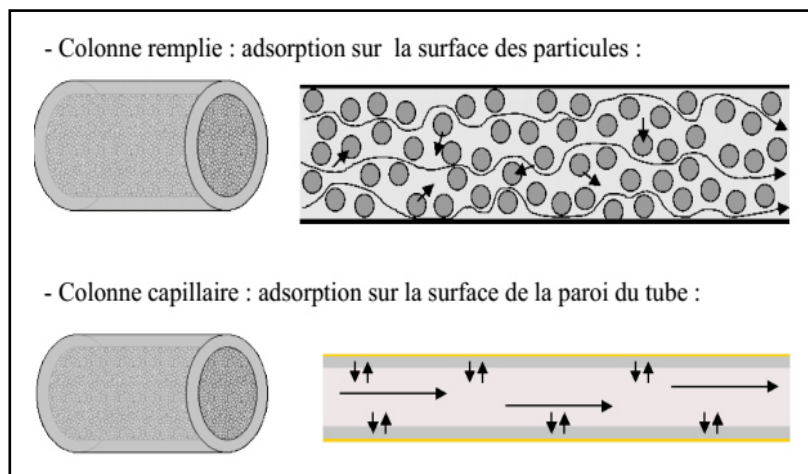 - Colonne remplie : adsorption sur la surface des particules :
- Colonne capillaire : adsorption sur la surface de la paroi du tube :